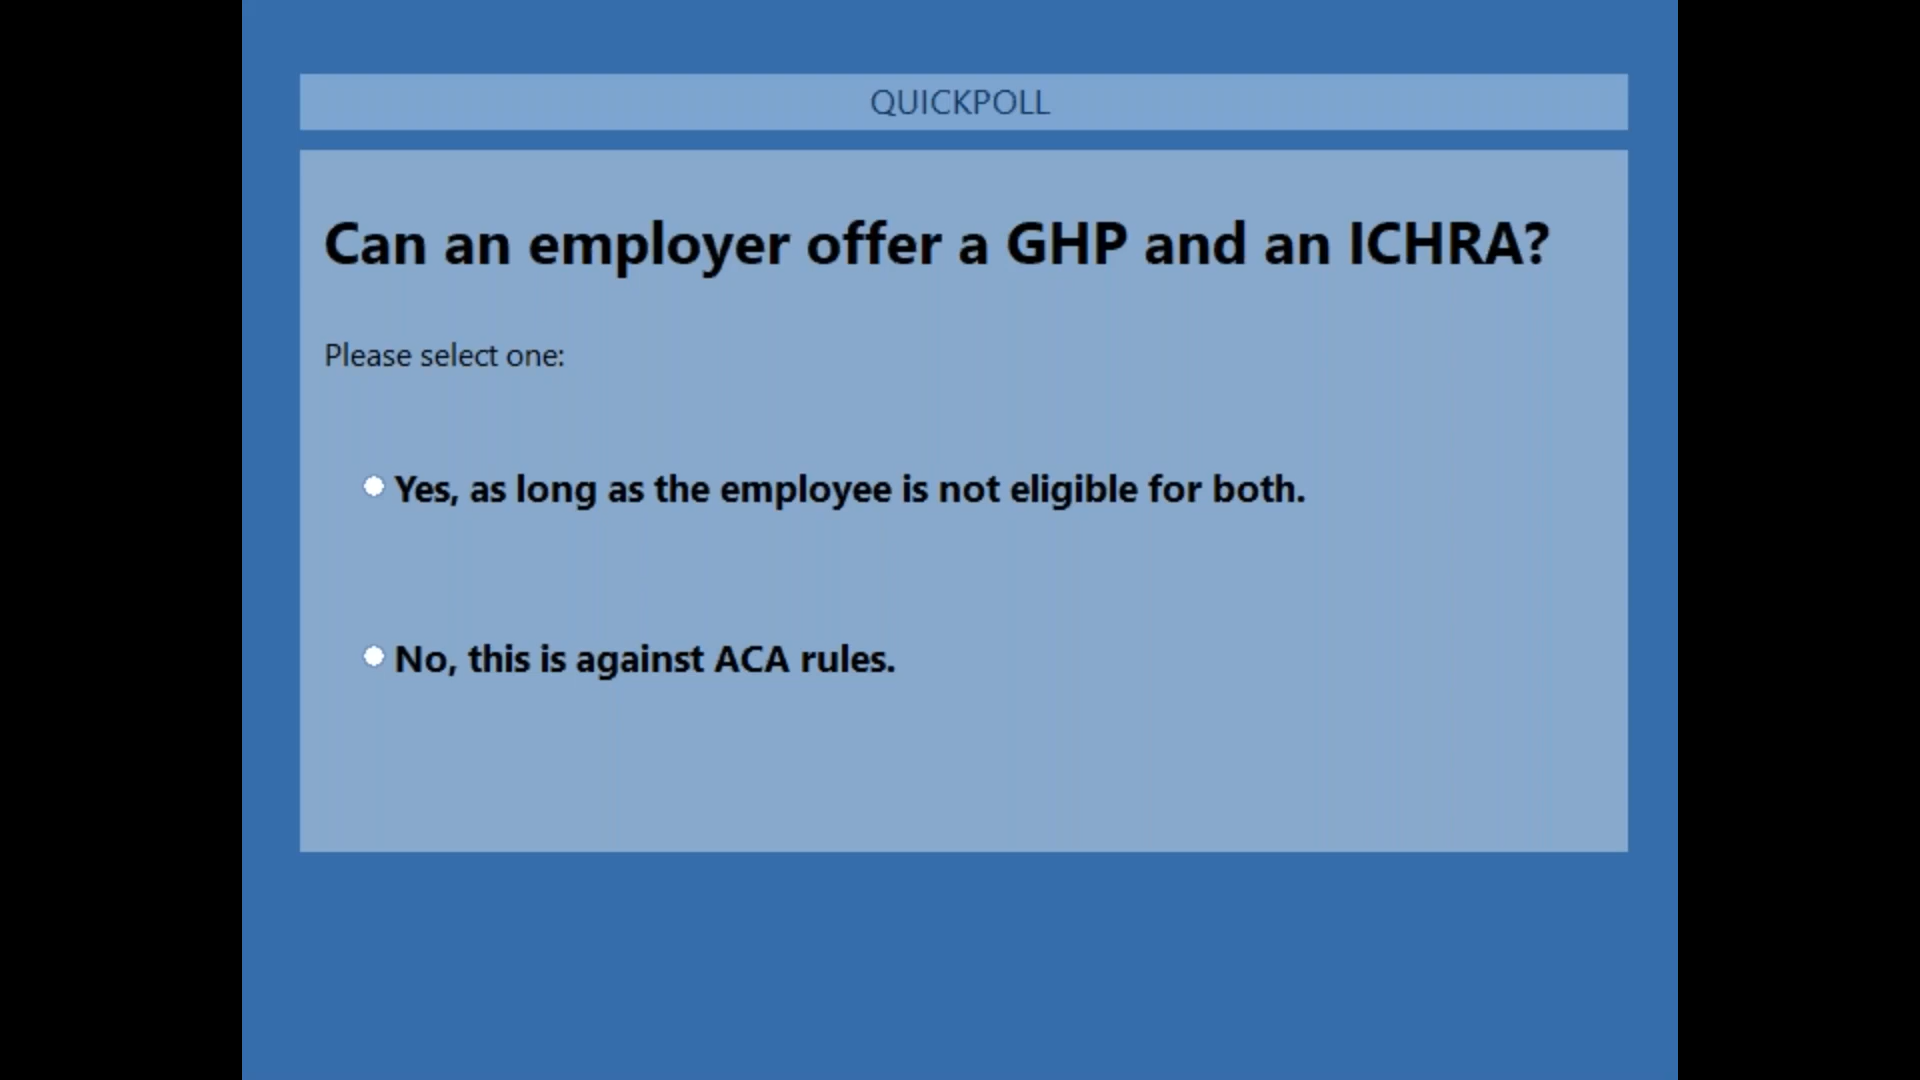 QUICKPOLL
Can an employer offer a GHP and an ICHRA?
Please select one:
Yes, as long as the employee is not eligible for both.
No, this is against ACA rules.